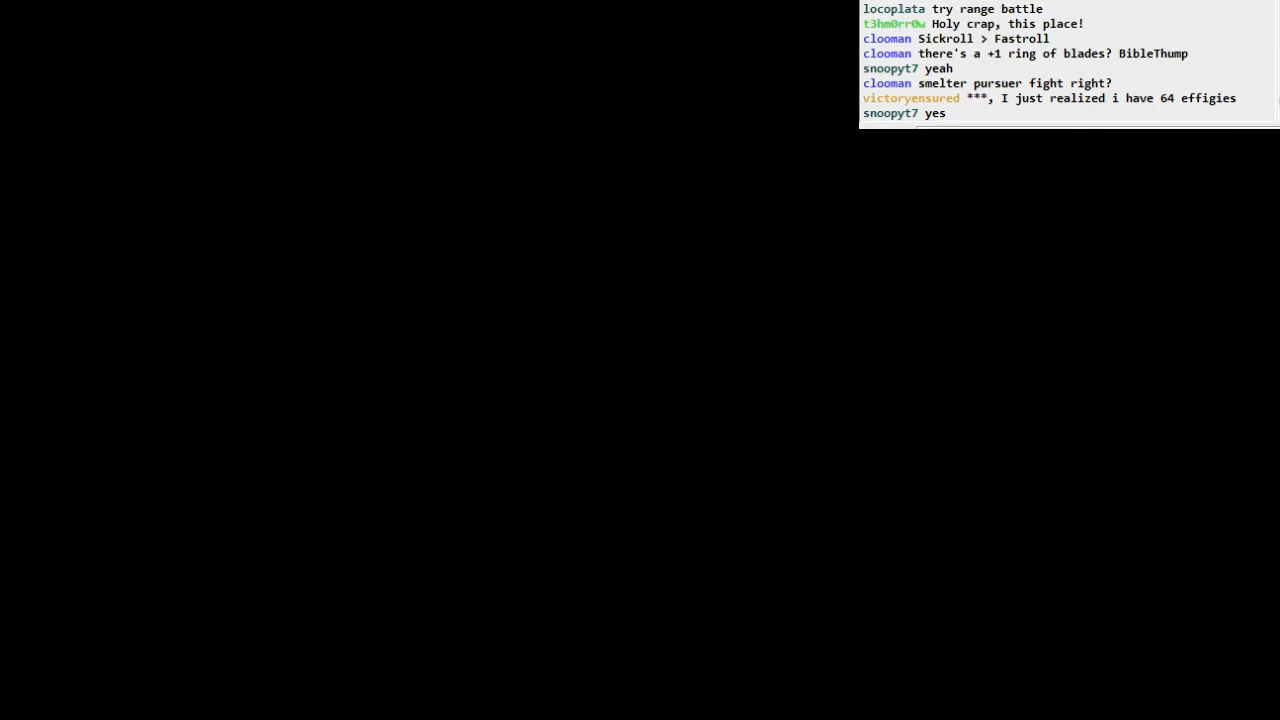 locoplata try range battle
t3hm0rr0w Holy crap, this place!
clooman Sickroll > Fastroll
clooman there's a +1 ring of blades? BibleThump
snoopyt7 yeah
clooman smelter pursuer fight right?
victoryensured ***, I just realized i have 64 effigies
snoopyt7 yes